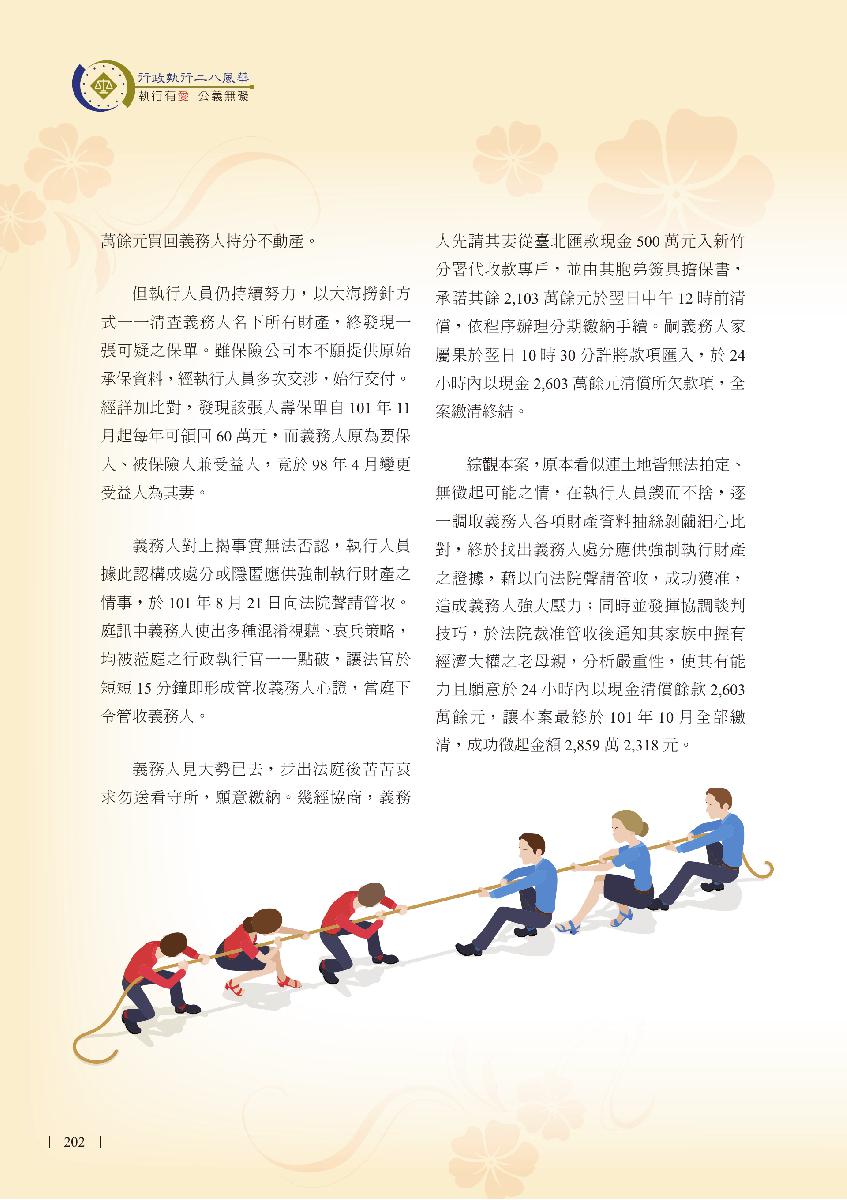 行政執行二八風華
執行有愛 公義無礙
萬餘元買回義務人持分不動產。
但執行人員仍持續努力，以大海撈針方
式一一清查義務人名下所有財產，終發現一
張可疑之保單。雖保險公司本不願提供原始
承保資料，經執行人員多次交涉，始行交付。
經詳加比對，發現該張人壽保單自 101 年 11
月起每年可領回 60 萬元，而義務人原為要保
人、被保險人兼受益人，竟於 98 年 4 月變更
受益人為其妻。
義務人對上揭事實無法否認，執行人員
據此認構成處分或隱匿應供強制執行財產之
情事，於 101 年 8 月 21 日向法院聲請管收。
庭訊中義務人使出多種混淆視聽、哀兵策略，
均被蒞庭之行政執行官一一點破，讓法官於
短短 15 分鐘即形成管收義務人心證，當庭下
令管收義務人。
義務人見大勢已去，步出法庭後苦苦哀
求勿送看守所，願意繳納。幾經協商，義務
人先請其妻從臺北匯款現金 500 萬元入新竹
分署代收款專戶，並由其胞弟簽具擔保書，
承諾其餘 2,103 萬餘元於翌日中午 12 時前清
償，依程序辦理分期繳納手續。嗣義務人家
屬果於翌日 10 時 30 分許將款項匯入，於 24
小時內以現金 2,603 萬餘元清償所欠款項，全
案繳清終結。
綜觀本案，原本看似連土地皆無法拍定、
無徵起可能之情，在執行人員鍥而不捨，逐
一調取義務人各項財產資料抽絲剝繭細心比
對，終於找出義務人處分應供強制執行財產
之證據，藉以向法院聲請管收，成功獲准，
造成義務人強大壓力；同時並發揮協調談判
技巧，於法院裁准管收後通知其家族中握有
經濟大權之老母親，分析嚴重性，使其有能
力且願意於 24 小時內以現金清償餘款 2,603
萬餘元，讓本案最終於 101 年 10 月全部繳
清，成功徵起金額 2,859 萬 2,318 元。
202